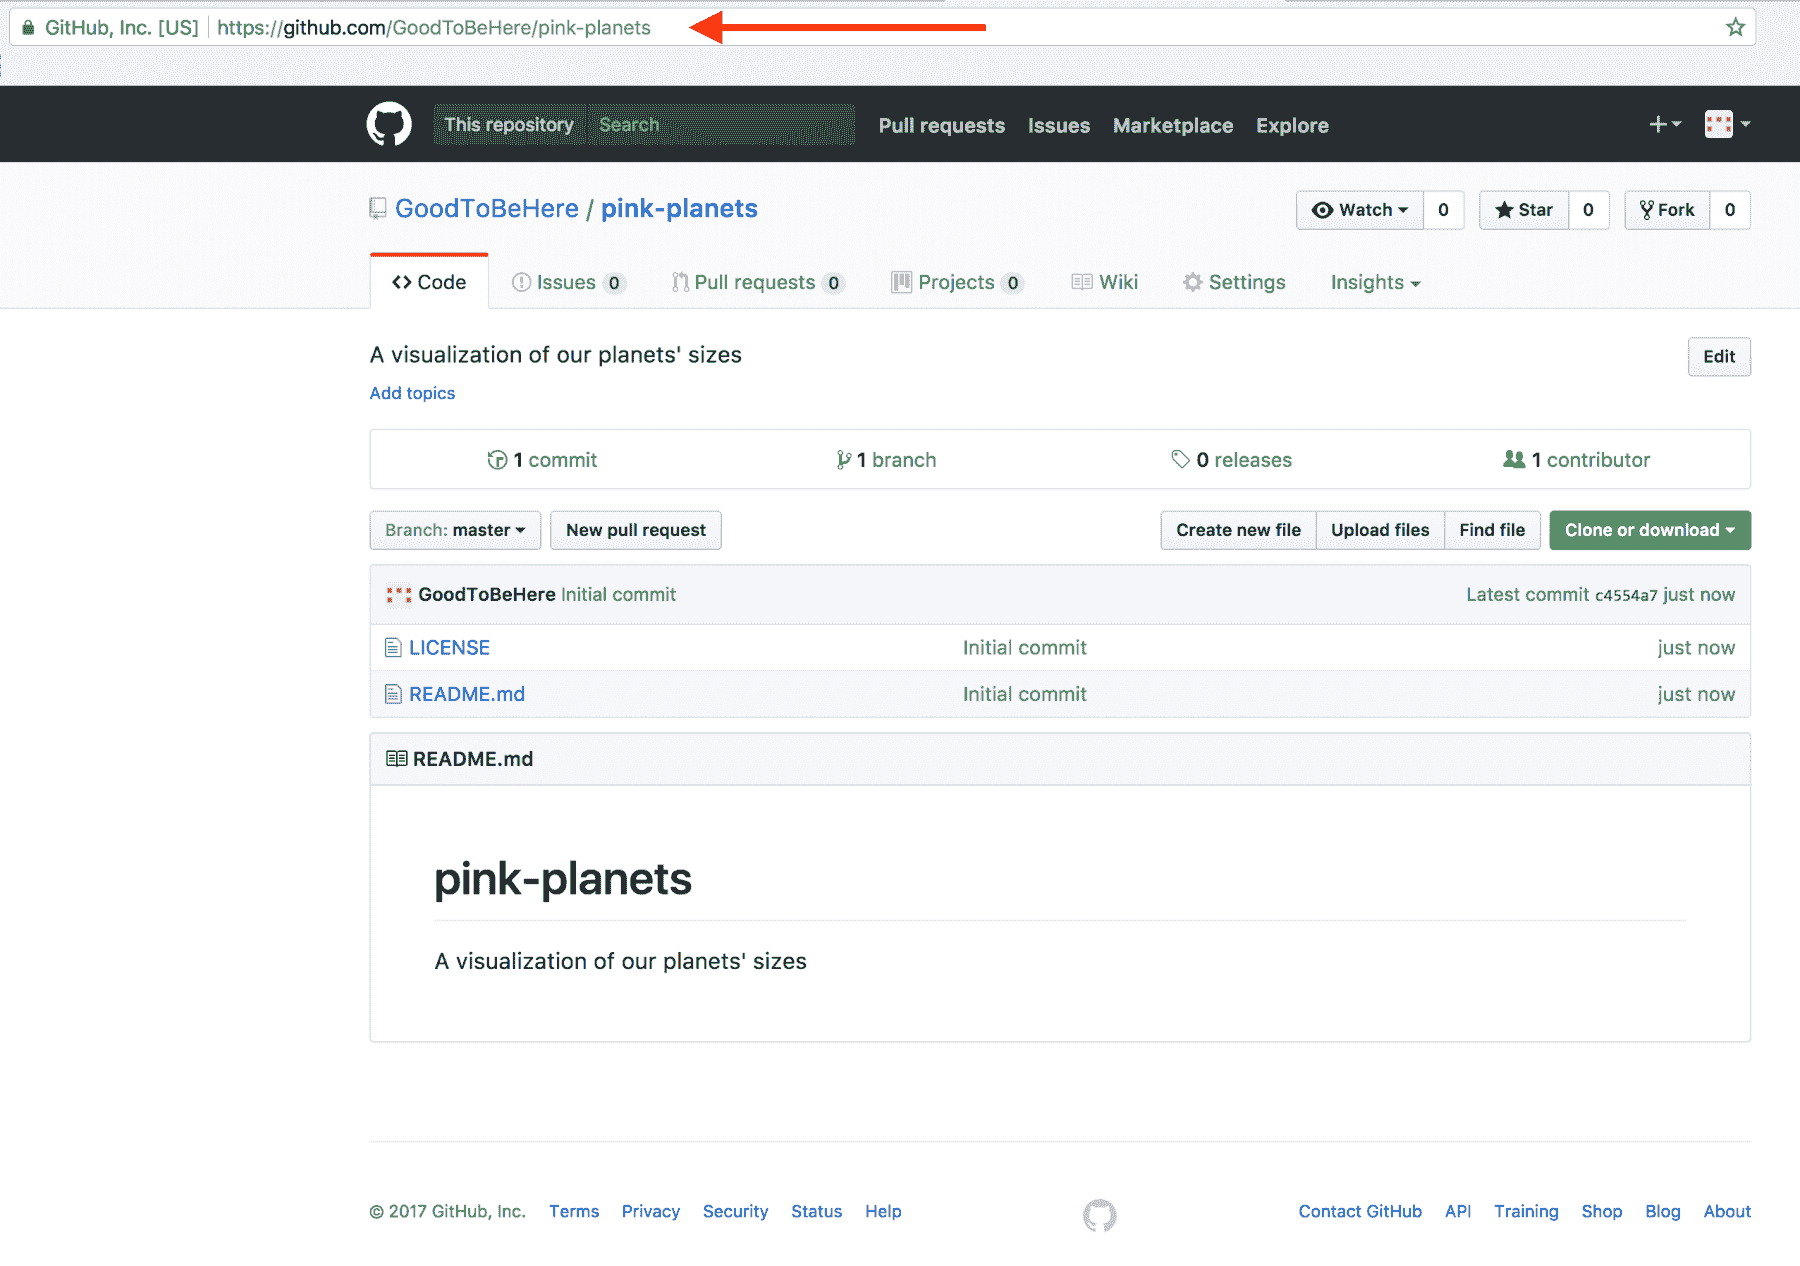 GitHub, Inc. [US] https://github.com/GoodToBeHere/pink-planets
This repository Search Pull requests Issues Marketplace Explore
GoodToBeHere / pink-planets Watch 0 Star 0 Fork 0
Code Issues 0 Pull requests 0 Projects 0 Wiki Settings Insights
A visualization of our planets' sizes Edit
Add topics
1 commit 1 branch 0 releases 1 contributor
Branch: master New pull request Create new file Upload files Find file Clone or download
GoodToBeHere Initial commit Latest commit c4554a7 just now
LICENSE Initial commit just now
README.md Initial commit just now
README.md
pink-planets
A visualization of our planets' sizes
© 2017 GitHub, Inc. Terms Privacy Security Status Help Contact GitHub API Training Shop Blog About